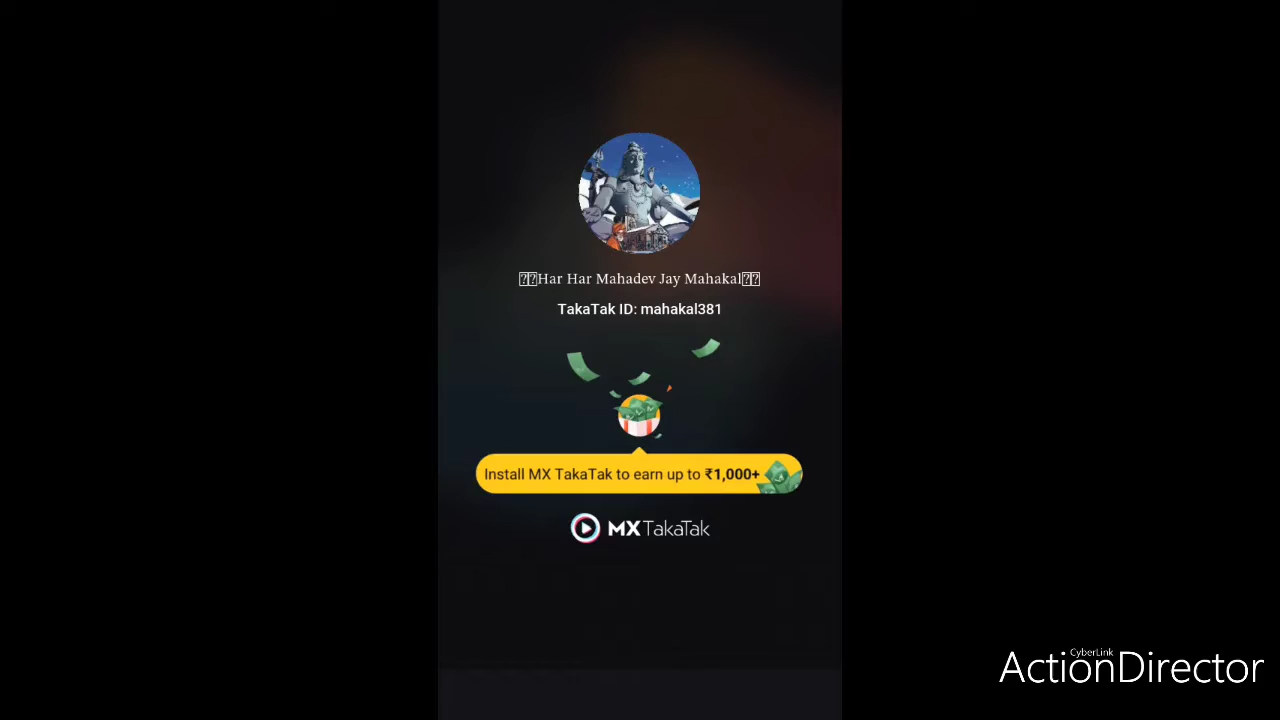 Har Har Mahadev Jay Mahakal
TakaTak ID: mahakal381
Install MX TakaTak to earn up to ₹1,000+
MX TakaTak
CyberLink
ActionDirector